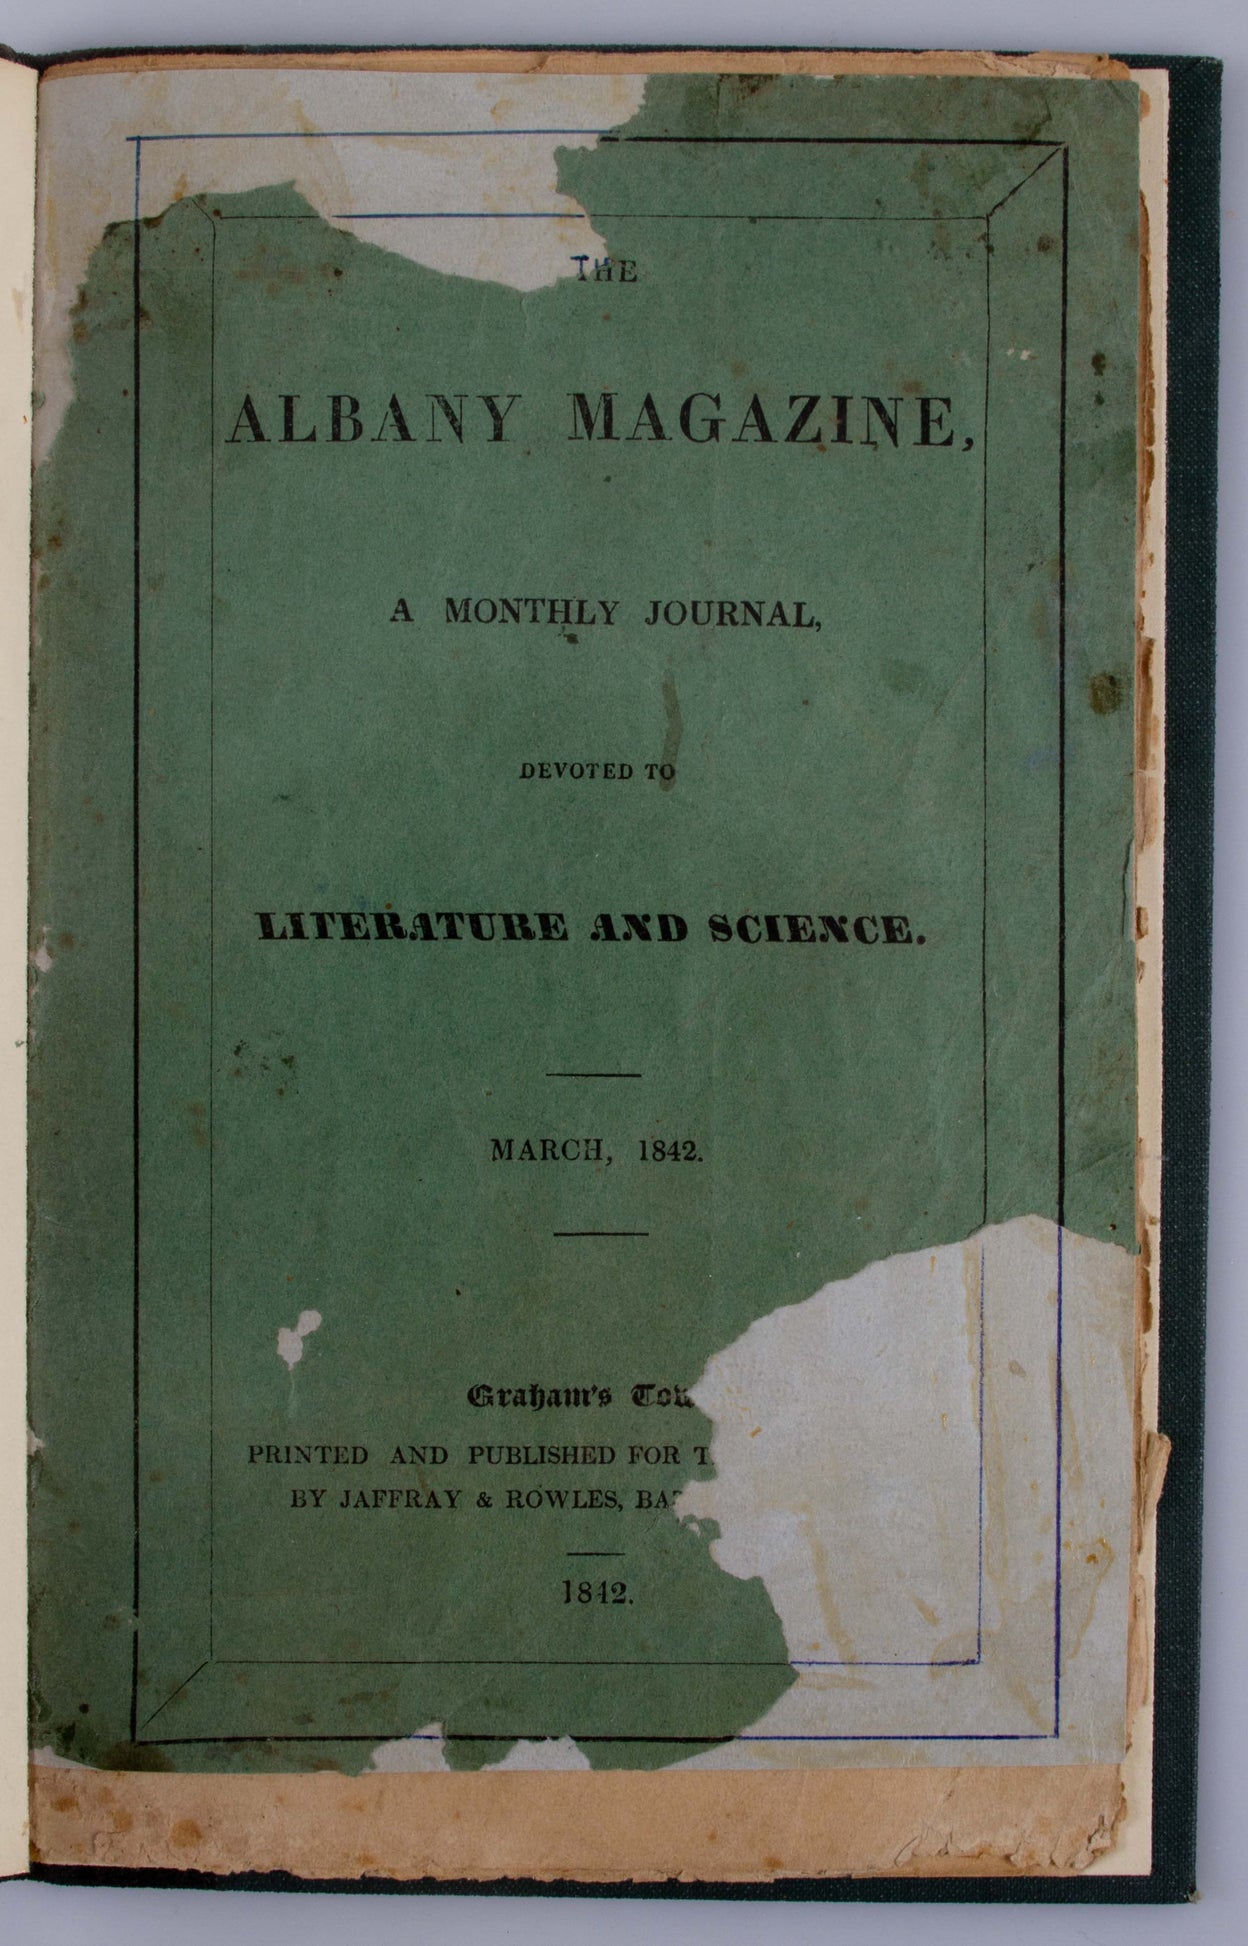 THE
ALBANY MAGAZINE,
A MONTHLY JOURNAL,
DEVOTED TO
LITERATURE AND SCIENCE.
MARCH, 1842.
Graham's
PRINTED AND PUBLISHED FOR
BY JAFFRAY & ROWLES,
1842.